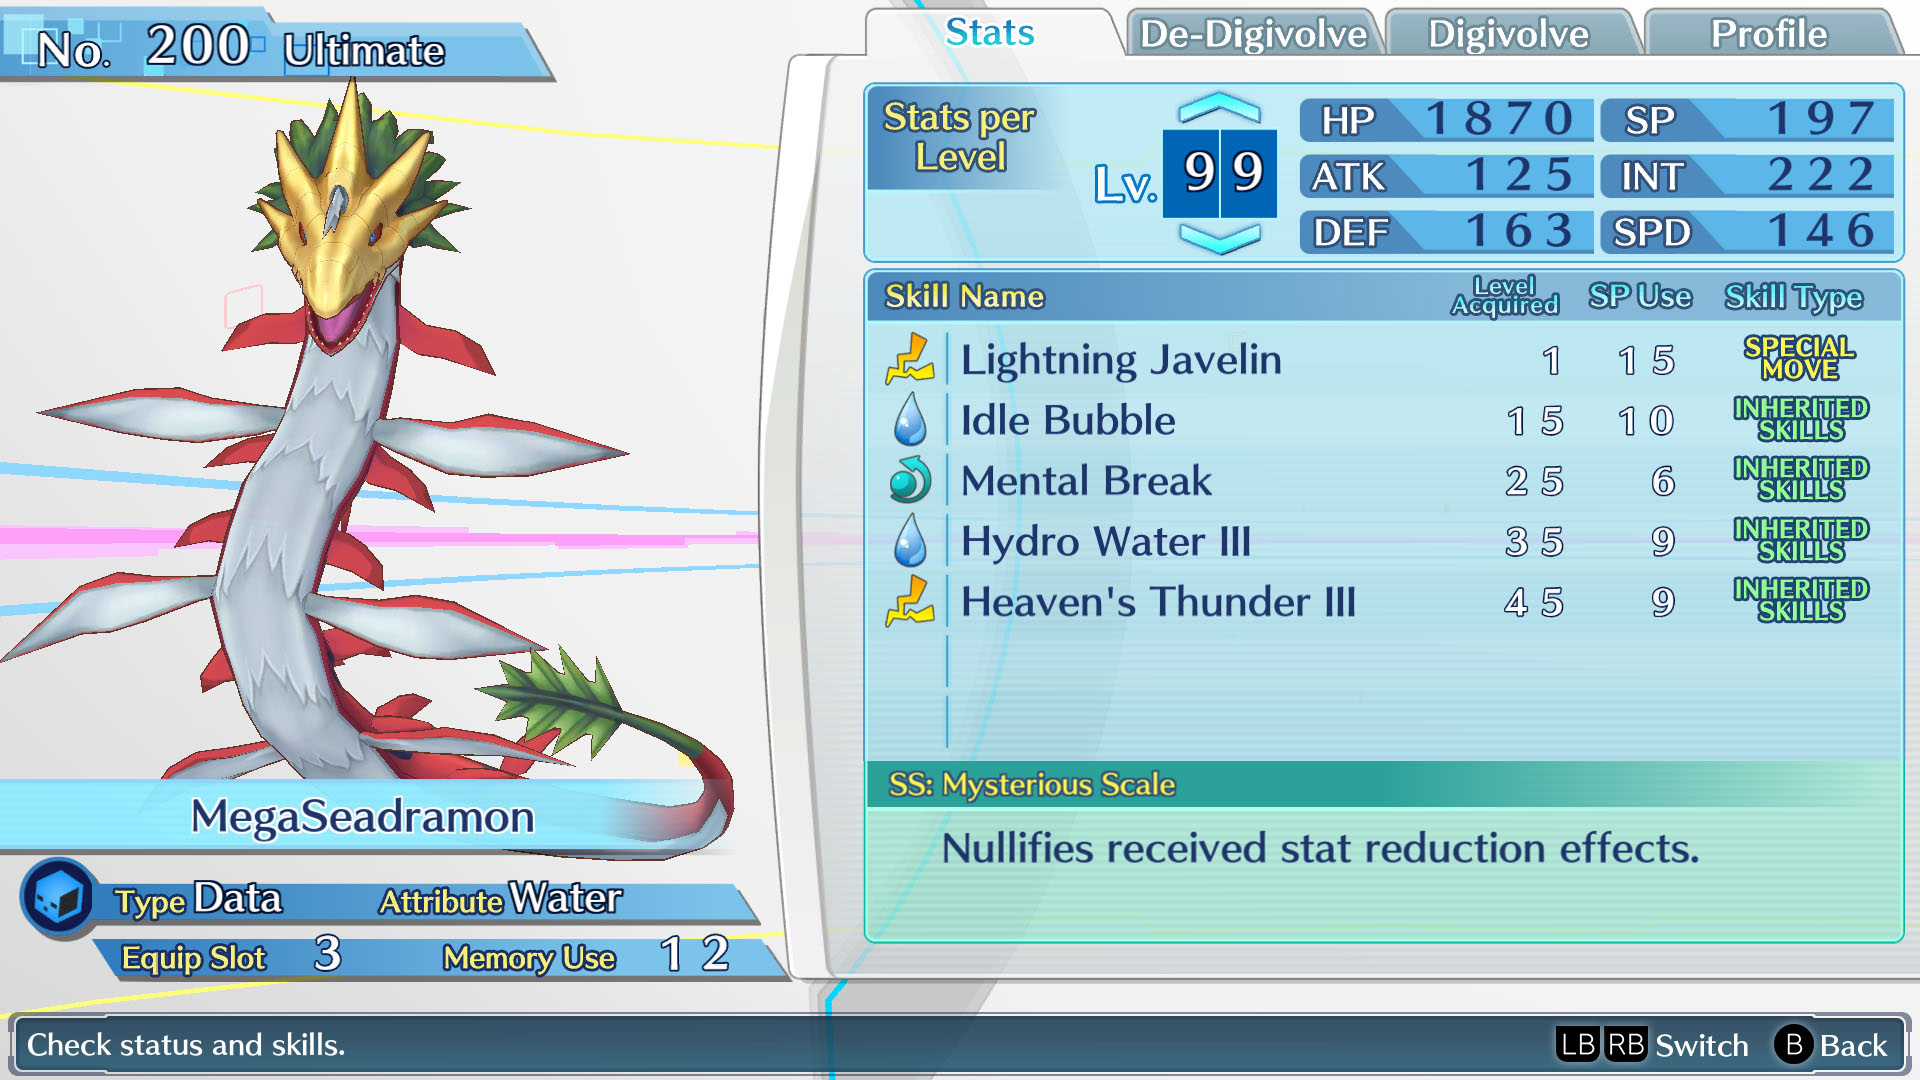 No. 200 Ultimate
Stats
De-Digivolve
Digivolve
Profile
Stats per
Level
Lv. 99
HP 1870
SP 197
ATK 125
INT 222
DEF 163
SPD 146
Skill Name
Level
Acquired
SP Use
Skill Type
Lightning Javelin 1 15 SPECIAL
MOVE
Idle Bubble 15 10 INHERITED
SKILLS
Mental Break 25 6 INHERITED
SKILLS
Hydro Water III 35 9 INHERITED
SKILLS
Heaven's Thunder III 45 9 INHERITED
SKILLS
SS: Mysterious Scale
Nullifies received stat reduction effects.
MegaSeadramon
Type Data Attribute Water
Equip Slot 3 Memory Use 12
Check status and skills.
LB RB Switch B Back